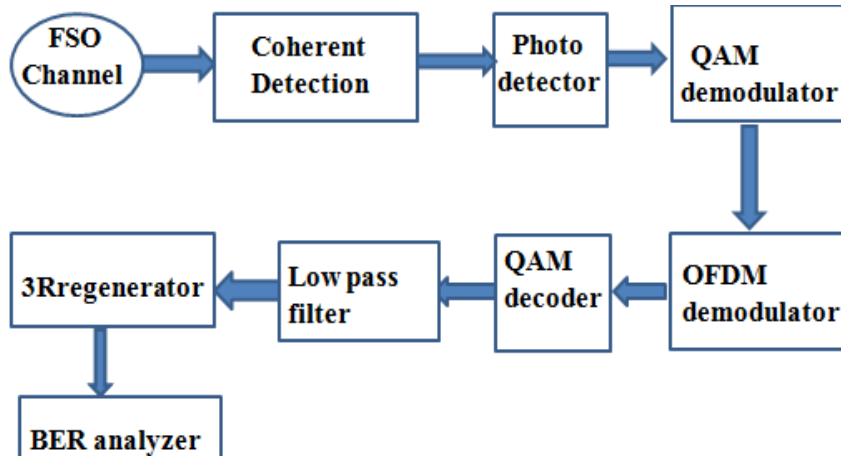 FSO
Channel
Coherent
Detection
Photo
detector
QAM
demodulator
OFDM
demodulator
QAM
decoder
Low pass
filter
3Rregenerator
BER analyzer